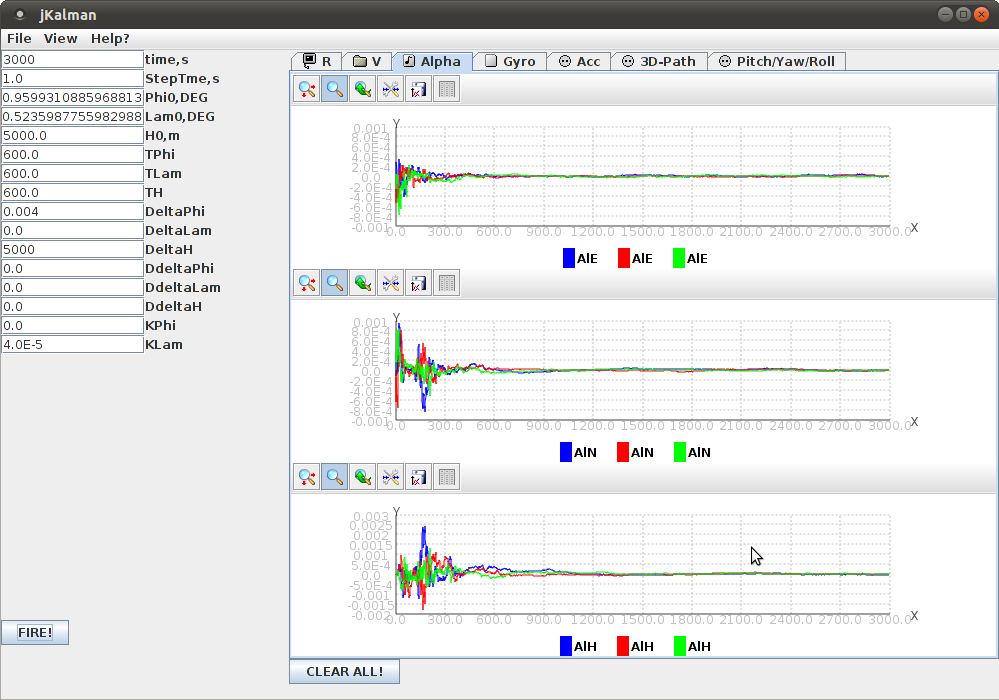 jKalman
File View Help?
3000 time,s
1.0 StepTme,s
0.9599310885968813 Phi0,DEG
0.5235987755982988 Lam0,DEG
5000.0 H0,m
600.0 TPhi
600.0 TLam
600.0 TH
0.004 DeltaPhi
0.0 DeltaLam
5000 DeltaH
0.0 DdeltaPhi
0.0 DdeltaLam
0.0 DdeltaH
0.0 KPhi
4.0E-5 KLam
FIRE!
R V Alpha Gyro Acc 3D-Path Pitch/Yaw/Roll
Y
0.001
8.0E-4
6.0E-4
4.0E-4
2.0E-4
0.0
-2.0E-4
-4.0E-4
-6.0E-4
-8.0E-4
-0.001
0.0 300.0 600.0 900.0 1200.0 1500.0 1800.0 2100.0 2400.0 2700.0 3000.0 X
AlE AlE AlE
Y
0.001
8.0E-4
6.0E-4
4.0E-4
2.0E-4
0.0
-2.0E-4
-4.0E-4
-6.0E-4
-8.0E-4
-0.001
0.0 300.0 600.0 900.0 1200.0 1500.0 1800.0 2100.0 2400.0 2700.0 3000.0 X
AlN AlN AlN
Y
0.003
0.0025
0.002
0.0015
0.001
5.0E-4
0.0
-5.0E-4
-0.001
-0.0015
-0.002
0.0 300.0 600.0 900.0 1200.0 1500.0 1800.0 2100.0 2400.0 2700.0 3000.0 X
AlH AlH AlH
CLEAR ALL!